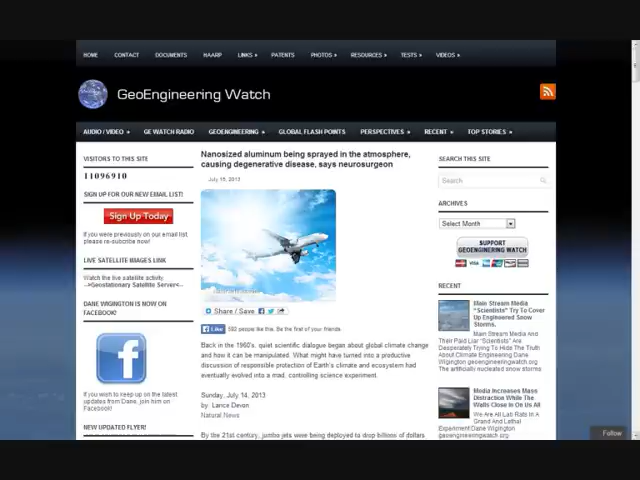 HOME CONTACT DOCUMENTS HAARP LINKS » PATENTS PHOTOS » RESOURCES » TESTS » VIDEOS »
GeoEngineering Watch
AUDIO / VIDEO » GE WATCH RADIO GEOENGINEERING » GLOBAL FLASH POINTS PERSPECTIVES » RECENT » TOP STORIES »
VISITORS TO THIS SITE
11096910
SIGN UP FOR OUR NEW EMAIL LIST!
Sign Up Today
If you were previously on our email list,
please re-subcribe now!
LIVE SATELLITE IMAGES LINK
Watch the live satellite activity
-->Geostationary Satellite Server<--
DANE WIGINGTON IS NOW ON
FACEBOOK!
If you wish to keep up on the latest
updates from Dane, join him on
Facebook!
NEW UPDATED FLYER!
Nanosized aluminum being sprayed in the atmosphere,
causing degenerative disease, says neurosurgeon
July 15, 2013
Share / Save
Like
people like this. Be the first of your friends.
Back in the 1960's, quiet scientific dialogue began about global climate change
and how it can be manipulated. What might have turned into a productive
discussion of responsible protection of Earth's climate and ecosystem had
eventually evolved into a mad, controlling science experiment.
Sunday, July 14, 2013
by: Lance Devon
Natural News
By the 21st century, jumbo jets were being deployed to drop billions of dollars
SEARCH THIS SITE
Search
ARCHIVES
Select Month
SUPPORT
GEOENGINEERING WATCH
RECENT
Main Stream Media
"Scientists" Try To Cover
Up Engineered Snow
Storms.
Main Stream Media And
Their Paid Liar "Scientists" Are
Desperately Trying To Hide The Truth
About Climate Engineering Dane
Wigington geoengineeringwatch.org
The artificially nucleated snow storms
Media Increases Mass
Distraction While The
Walls Close In On Us All
We Are All Lab Rats In A
Grand And Lethal
Experiment Dane Wigington
geoengineeringwatch.org
Follow